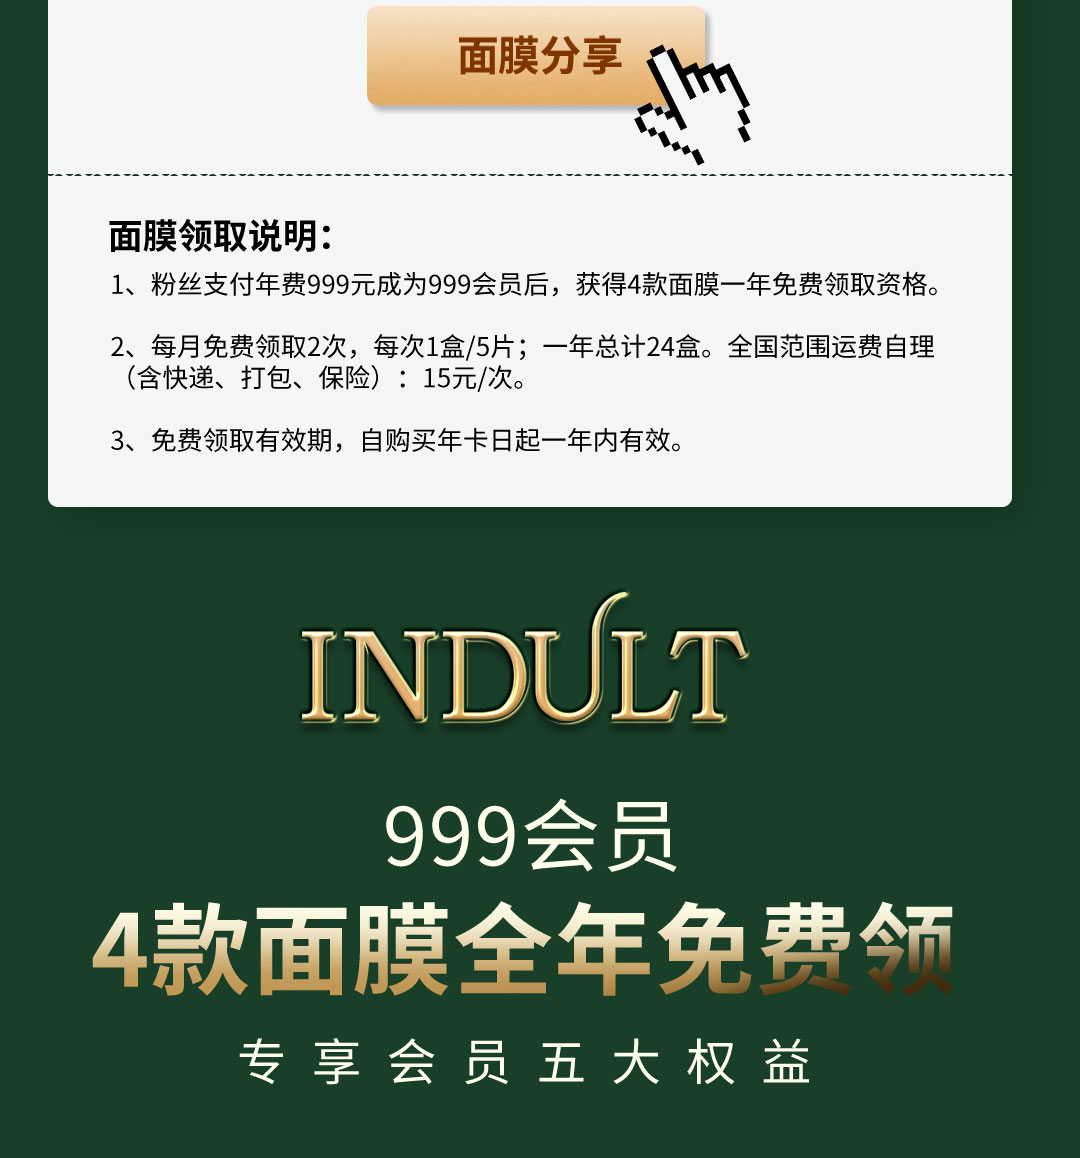 面膜分享
面膜领取说明：
1、粉丝支付年费999元成为999会员后，获得4款面膜一年免费领取资格。
2、每月免费领取2次，每次1盒/5片；一年总计24盒。全国范围运费自理
（含快递、打包、保险）：15元/次。
3、免费领取有效期，自购买年卡日起一年内有效。
INDULT
999会员
4款面膜全年免费领
专享会员五大权益